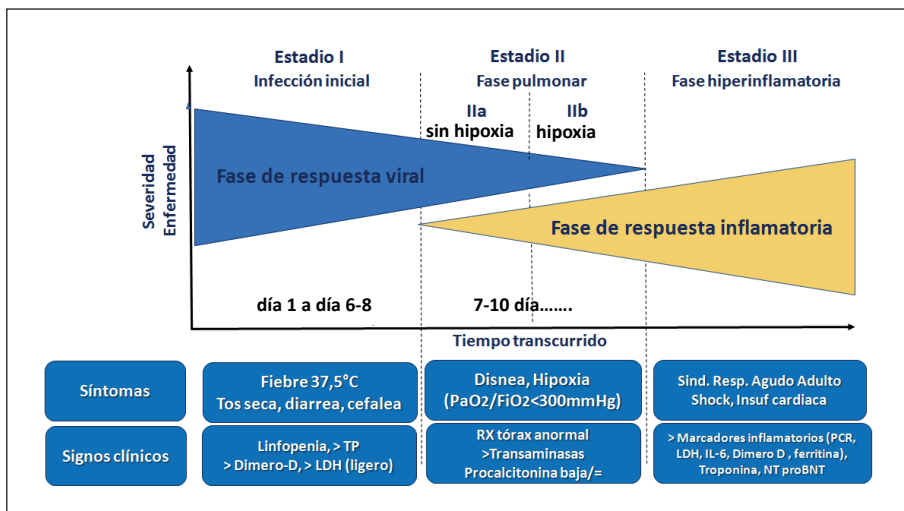 Estadio I
Infección inicial
Estadio II
Fase pulmonar
Estadio III
Fase hiperinflamatoria
IIa
sin hipoxia
IIb
hipoxia
Severidad
Enfermedad
Fase de respuesta viral
Fase de respuesta inflamatoria
día 1 a día 6-8
7-10 día.......
Tiempo transcurrido
Síntomas
Fiebre 37,5°C
Tos seca, diarrea, cefalea
Disnea, Hipoxia
(PaO2/FiO2<300mmHg)
Sind. Resp. Agudo Adulto
Shock, Insuf cardiaca
Signos clínicos
Linfopenia, > TP
> Dimero-D, > LDH (ligero)
RX tórax anormal
>Transaminasas
Procalcitonina baja/=
> Marcadores inflamatorios (PCR,
LDH, IL-6, Dimero D , ferritina),
Troponina, NT proBNT